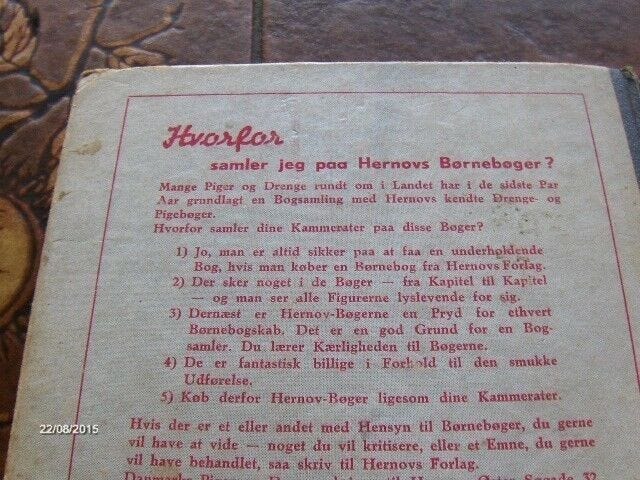 Hvorfor
samler jeg paa Hernovs Børnebøger?
Mange Piger og Drenge rundt om i Landet har i de sidste Par
Aar grundlagt en Bogsamling med Hernovs kendte Drenge- og
Pigebøger.
Hvorfor samler dine Kammerater paa disse Bøger?
1) Jo, man er altid sikker paa at faa en underholdende
Bog, hvis man køber en Børnebog fra Hernovs Forlag.
2) Der sker noget i de Bøger — fra Kapitel til Kapitel
— og man ser alle Figurerne lyslevende for sig.
3) Dernæst er Hernov-Bøgerne en Pryd for ethvert
Børnebogskab. Det er en god Grund for en Bog-
samler. Du lærer Kærligheden til Bøgerne.
4) De er fantastisk billige i Forhold til den smukke
Udførelse.
5) Køb derfor Hernov-Bøger ligesom dine Kammerater.
Hvis der er et eller andet med Hensyn til Børnebøger, du gerne
vil have at vide — noget du vil kritisere, eller et Emne, du gerne
vil have behandlet, saa skriv til Hernovs Forlag.
22/08/2015